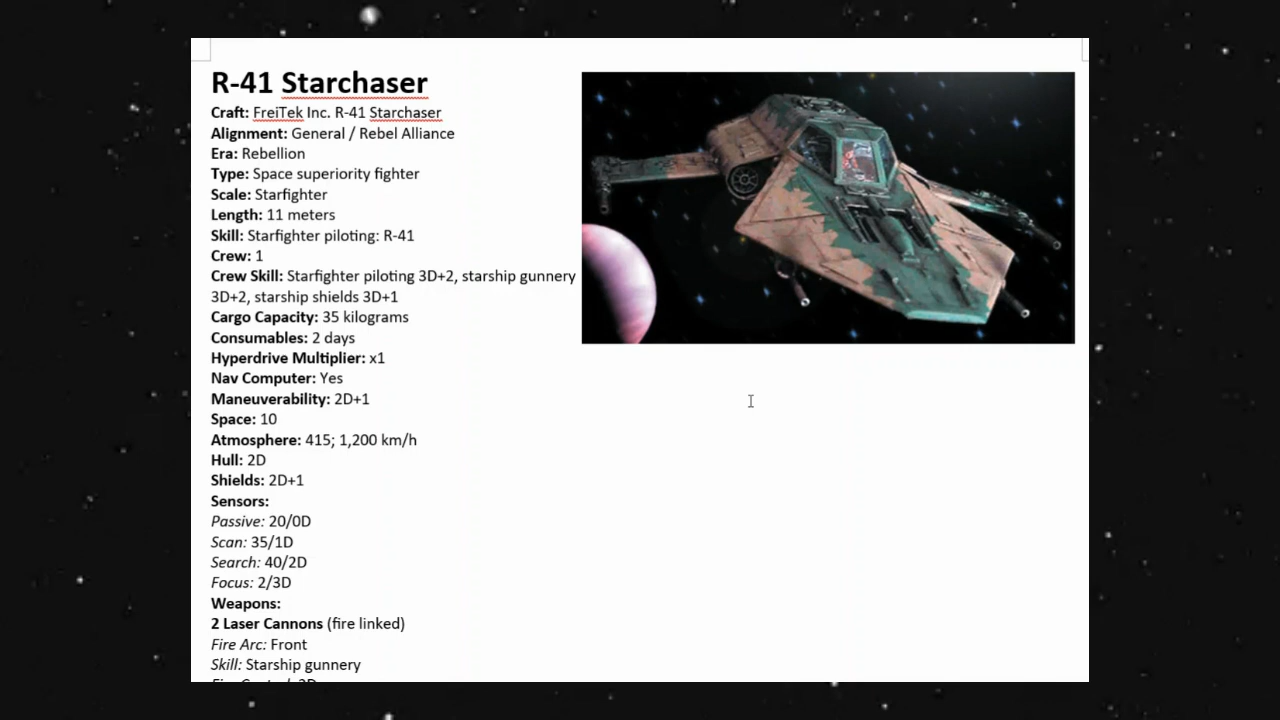 R-41 Starchaser
Craft: FreiTek Inc. R-41 Starchaser
Alignment: General / Rebel Alliance
Era: Rebellion
Type: Space superiority fighter
Scale: Starfighter
Length: 11 meters
Skill: Starfighter piloting: R-41
Crew: 1
Crew Skill: Starfighter piloting 3D+2, starship gunnery
3D+2, starship shields 3D+1
Cargo Capacity: 35 kilograms
Consumables: 2 days
Hyperdrive Multiplier: x1
Nav Computer: Yes
Maneuverability: 2D+1
Space: 10
Atmosphere: 415; 1,200 km/h
Hull: 2D
Shields: 2D+1
Sensors:
Passive: 20/0D
Scan: 35/1D
Search: 40/2D
Focus: 2/3D
Weapons:
2 Laser Cannons (fire linked)
Fire Arc: Front
Skill: Starship gunnery